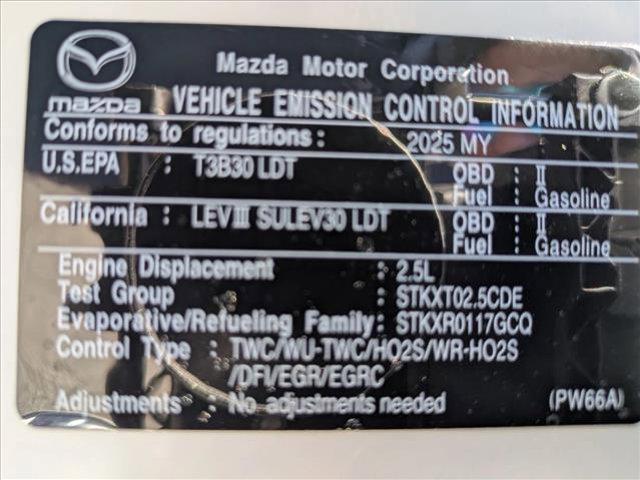 Mazda Motor Corporation
mazda VEHICLE EMISSION CONTROL INFORMATION
Conforms to regulations : 2025 MY
U.S.EPA : T3B30 LDT OBD : II
Fuel : Gasoline
California : LEVIII SULEV30 LDT OBD : II
Fuel : Gasoline
Engine Displacement : 2.5L
Test Group : STKXT02.5CDE
Evaporative/Refueling Family: STKXR0117GCQ
Control Type : TWC/WU-TWC/HO2S/WR-HO2S
/DFI/EGR/EGRC
Adjustments : No adjustments needed (PW66A)